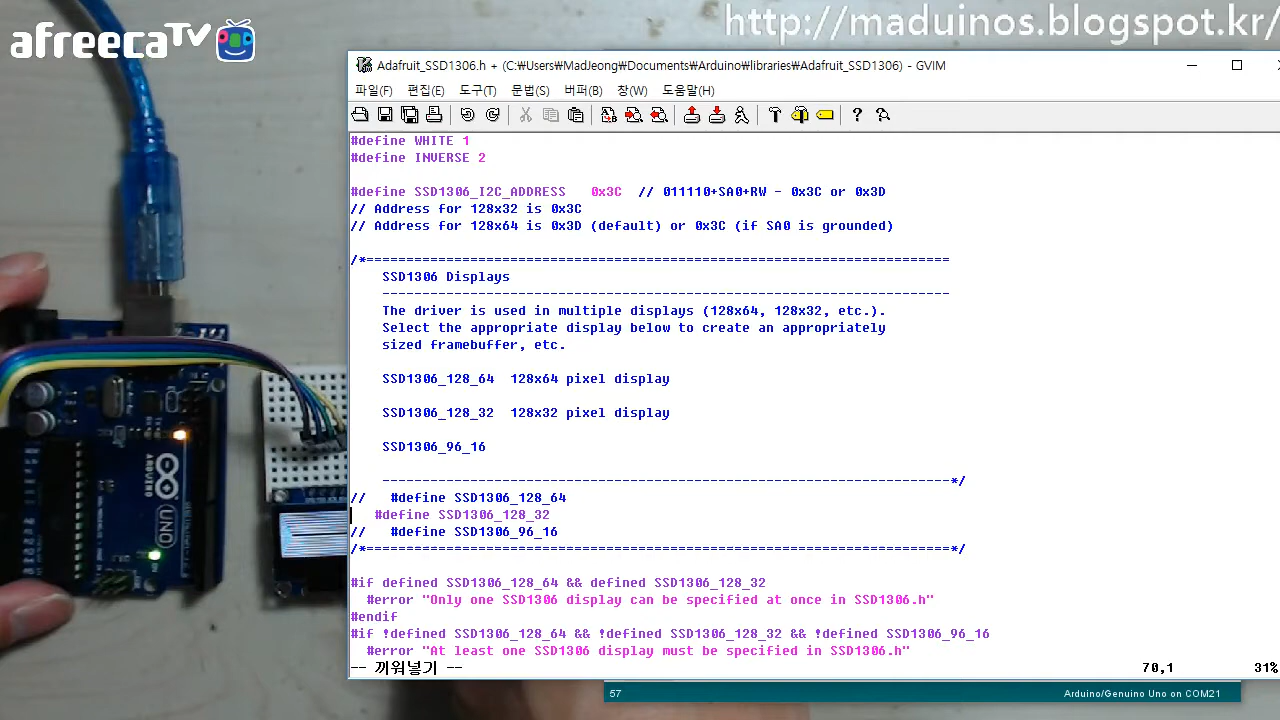 afreecaTV
http://maduinos.blogspot.kr/
Adafruit_SSD1306.h + (C:₩Users₩MadJeong₩Documents₩Arduino₩libraries₩Adafruit_SSD1306) - GVIM
파일(F) 편집(E) 도구(T) 문법(S) 버퍼(B) 창(W) 도움말(H)
#define WHITE 1
#define INVERSE 2
#define SSD1306_I2C_ADDRESS   0x3C  // 011110+SA0+RW - 0x3C or 0x3D
// Address for 128x32 is 0x3C
// Address for 128x64 is 0x3D (default) or 0x3C (if SA0 is grounded)
/*=========================================================================
    SSD1306 Displays
    -----------------------------------------------------------------------
    The driver is used in multiple displays (128x64, 128x32, etc.).
    Select the appropriate display below to create an appropriately
    sized framebuffer, etc.
    SSD1306_128_64  128x64 pixel display
    SSD1306_128_32  128x32 pixel display
    SSD1306_96_16
    -----------------------------------------------------------------------*/
//   #define SSD1306_128_64
   #define SSD1306_128_32
//   #define SSD1306_96_16
/*=========================================================================*/
#if defined SSD1306_128_64 && defined SSD1306_128_32
  #error "Only one SSD1306 display can be specified at once in SSD1306.h"
#endif
#if !defined SSD1306_128_64 && !defined SSD1306_128_32 && !defined SSD1306_96_16
  #error "At least one SSD1306 display must be specified in SSD1306.h"
-- 끼워넣기 -- 70,1 31%
57 Arduino/Genuino Uno on COM21
ARDUINO
UNO